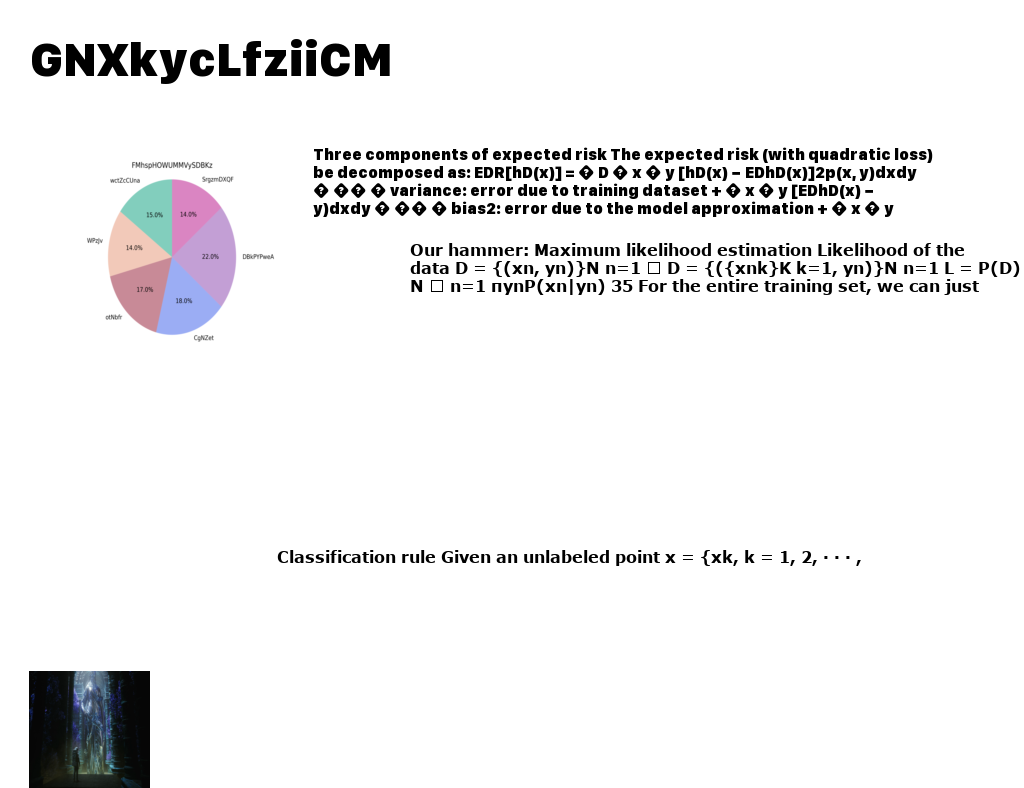 GNXkycLfziiCM
FMhspHOWUMMVySDBKz
wctZcCUna
SrgzmDXQF
15.0%
14.0%
WPzJv
14.0%
22.0%
DBkPYPweA
17.0%
18.0%
otNbfr
CgNZet
Three components of expected risk The expected risk (with quadratic loss)
be decomposed as: EDR[hD(x)] = � D � x � y [hD(x) − EDhD(x)]2p(x, y)dxdy
� � � � variance: error due to training dataset + � x � y [EDhD(x) −
y)dxdy � � � � bias2: error due to the model approximation + � x � y
Our hammer: Maximum likelihood estimation Likelihood of the
data D = {(xn, yn)}N n=1 □ D = {({xnk}K k=1, yn)}N n=1 L = P(D)
N □ n=1 πynP(xn|yn) 35 For the entire training set, we can just
Classification rule Given an unlabeled point x = {xk, k = 1, 2, · · · ,